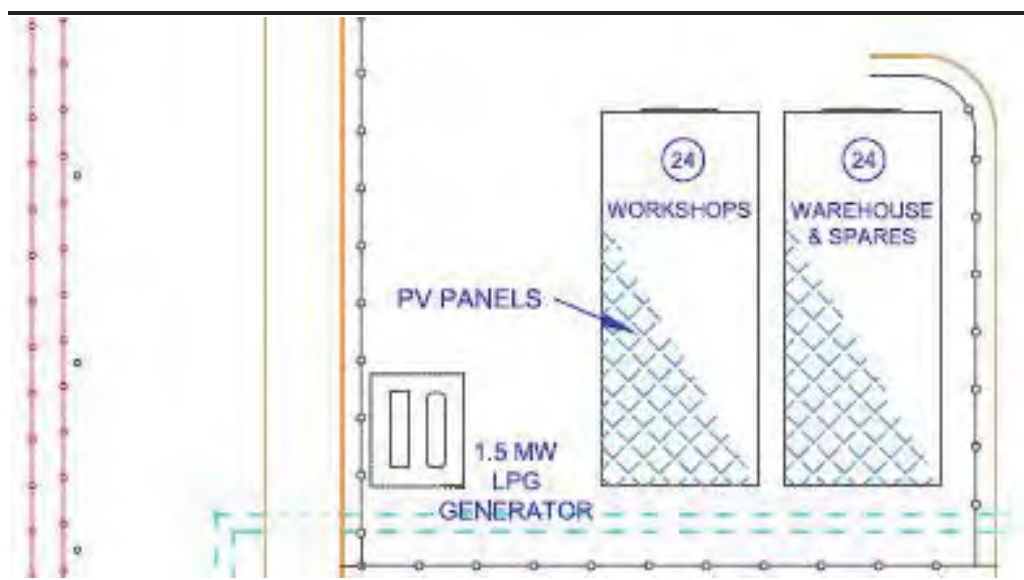 24
WORKSHOPS
24
WAREHOUSE
& SPARES
PV PANELS
1.5 MW
LPG
GENERATOR